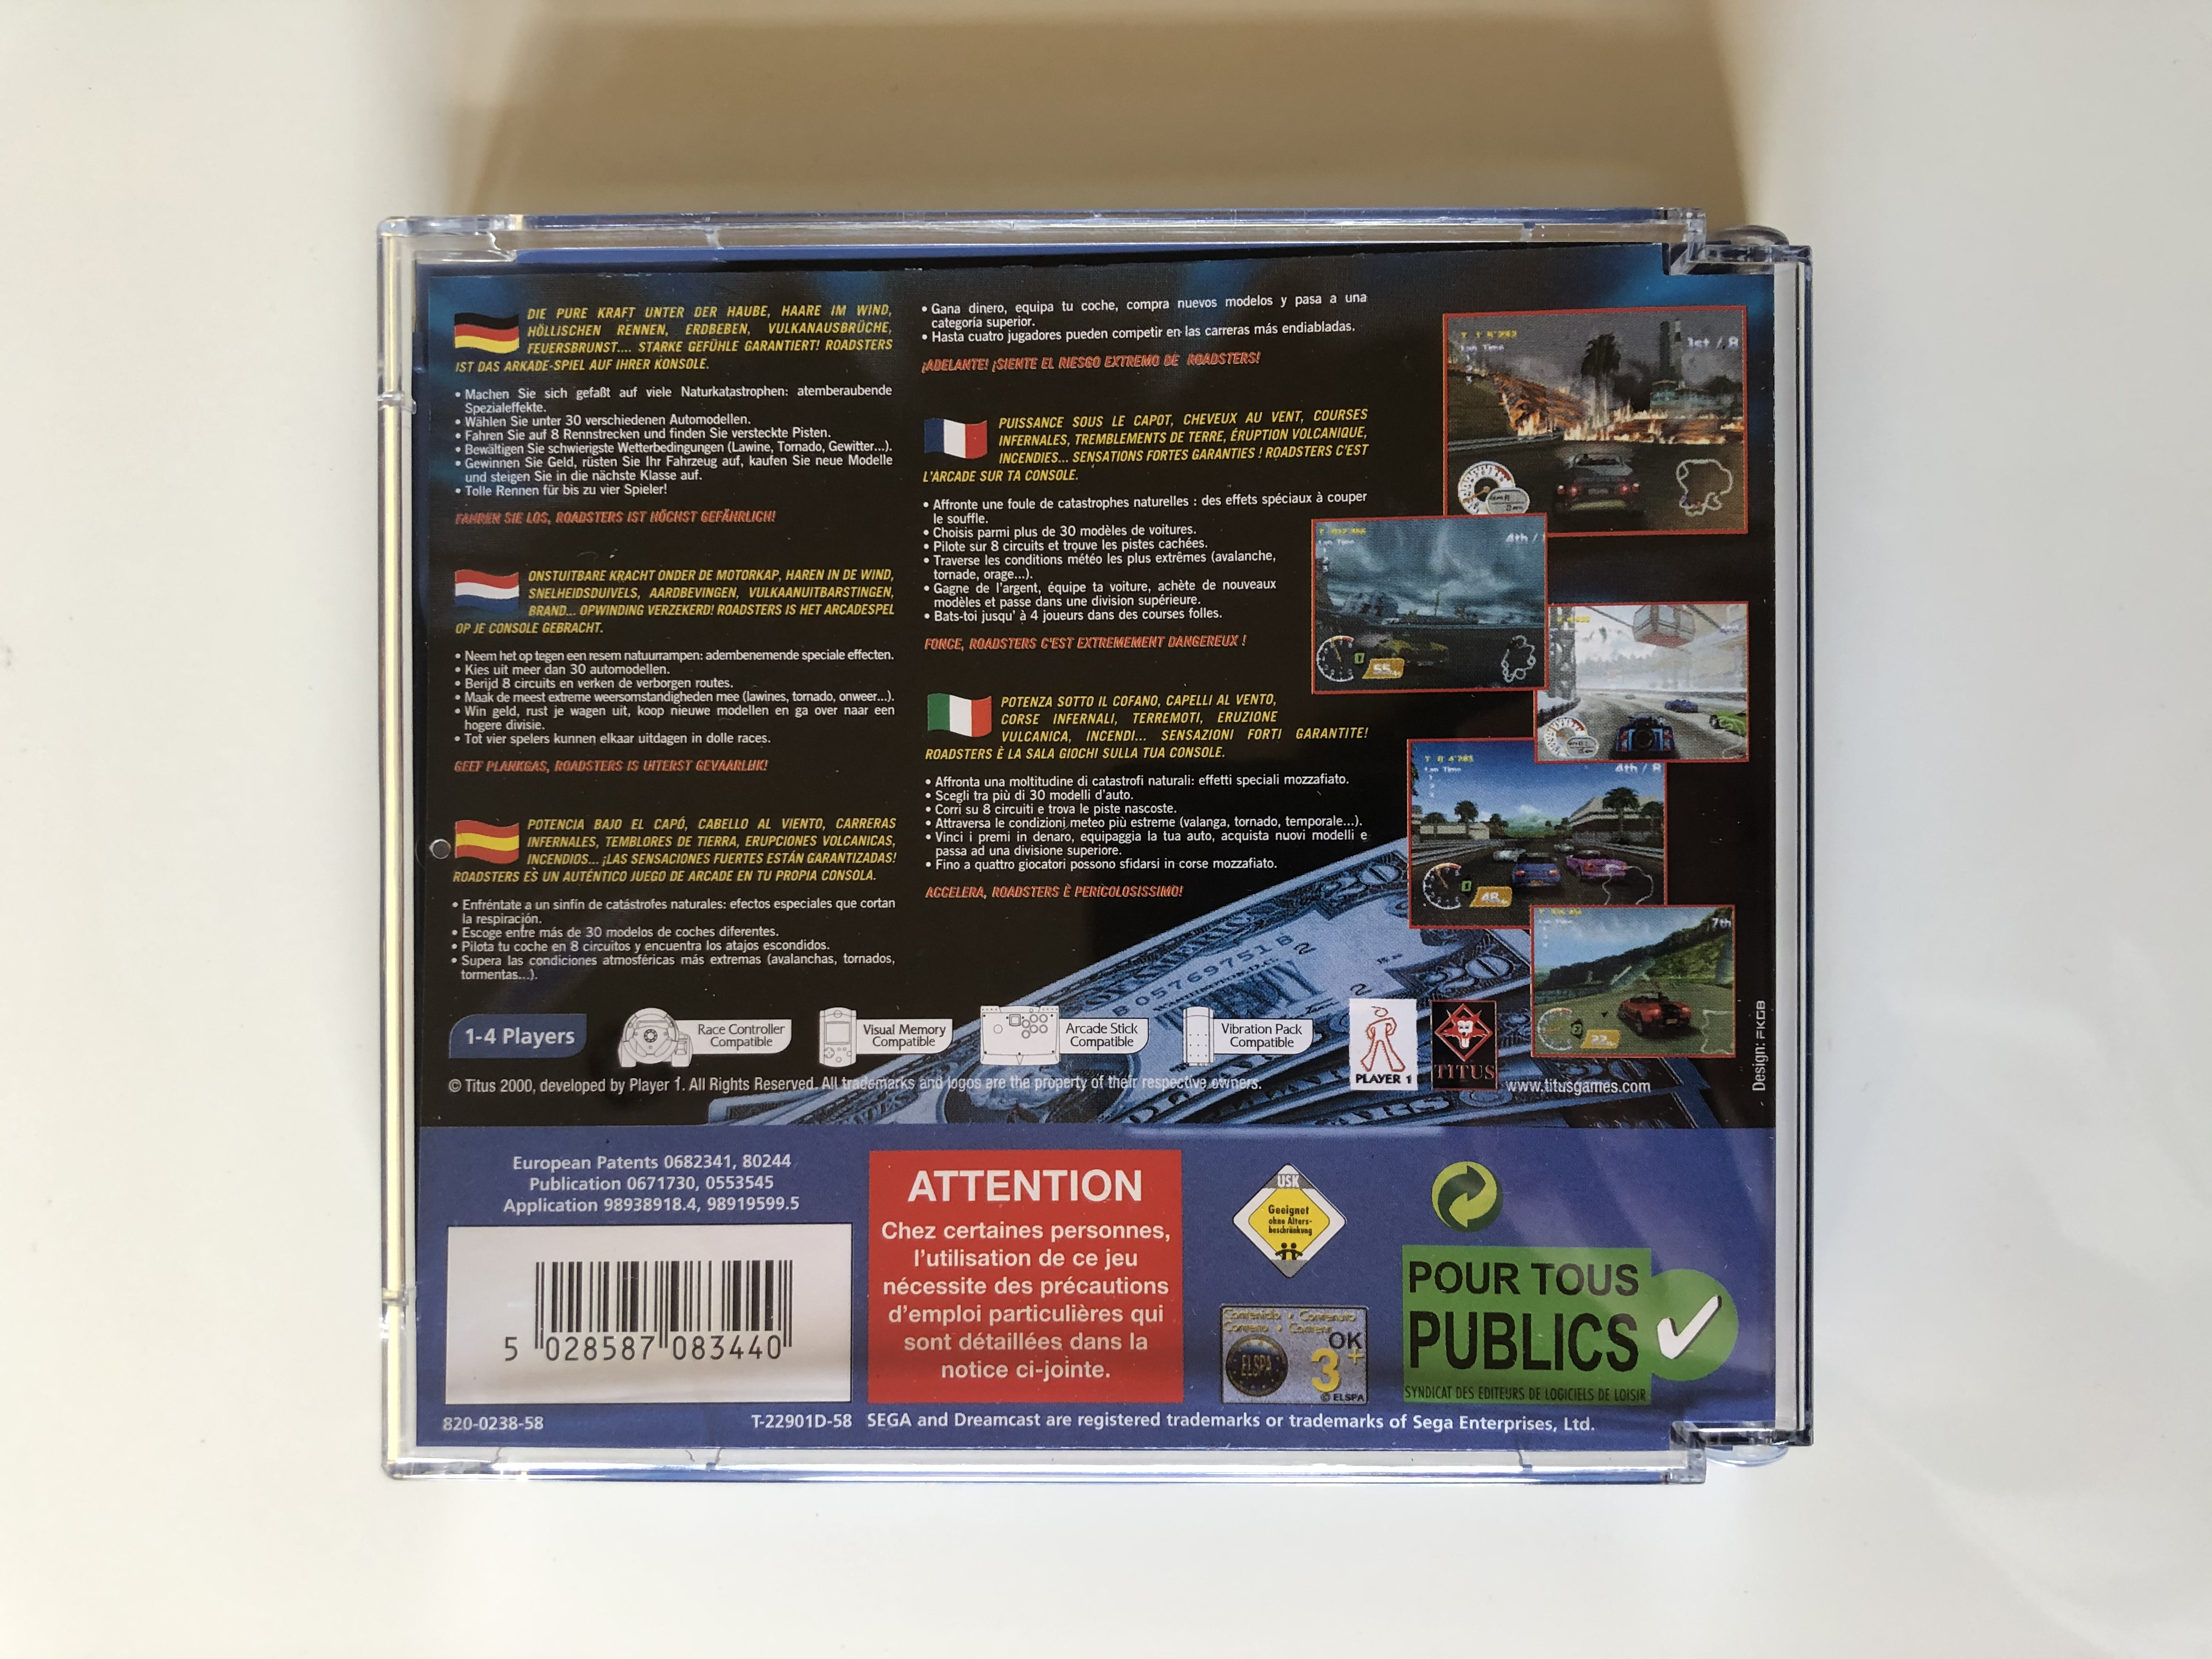 DIE PURE KRAFT UNTER DER HAUBE, HAARE IM WIND,
HÖLLISCHEN RENNEN, ERDBEBEN, VULKANAUSBRÜCHE,
FEUERSBRUNST.... STARKE GEFÜHLE GARANTIERT! ROADSTERS
IST DAS ARKADE-SPIEL AUF IHRER KONSOLE.
• Machen Sie sich gefaßt auf viele Naturkatastrophen: atemberaubende
Spezialeffekte.
• Wählen Sie unter 30 verschiedenen Automodellen.
• Fahren Sie auf 8 Rennstrecken und finden Sie versteckte Pisten.
• Bewältigen Sie schwierigste Wetterbedingungen (Lawine, Tornado, Gewitter...).
• Gewinnen Sie Geld, rüsten Sie Ihr Fahrzeug auf, kaufen Sie neue Modelle
und steigen Sie in die nächste Klasse auf.
• Tolle Rennen für bis zu vier Spieler!
FAHREN SIE LOS, ROADSTERS IST HÖCHST GEFÄHRLICH!
ONSTUITBARE KRACHT ONDER DE MOTORKAP, HAREN IN DE WIND,
SNELHEIDSDUIVELS, AARDBEVINGEN, VULKAANUITBARSTINGEN,
BRAND... OPWINDING VERZEKERD! ROADSTERS IS HET ARCADESPEL
OP JE CONSOLE GEBRACHT.
• Neem het op tegen een resem natuurrampen: adembenemende speciale effecten.
• Kies uit meer dan 30 automodellen.
• Berijd 8 circuits en verken de verborgen routes.
• Maak de meest extreme weersomstandigheden mee (lawines, tornado, onweer...).
• Win geld, rust je wagen uit, koop nieuwe modellen en ga over naar een
hogere divisie.
• Tot vier spelers kunnen elkaar uitdagen in dolle races.
GEEF PLANKGAS, ROADSTERS IS UITERST GEVAARLIJK!
POTENCIA BAJO EL CAPÓ, CABELLO AL VIENTO, CARRERAS
INFERNALES, TEMBLORES DE TIERRA, ERUPCIONES VOLCANICAS,
INCENDIOS... ¡LAS SENSACIONES FUERTES ESTÁN GARANTIZADAS!
ROADSTERS ES UN AUTÉNTICO JUEGO DE ARCADE EN TU PROPIA CONSOLA.
• Enfréntate a un sinfín de catástrofes naturales: efectos especiales que cortan
la respiración.
• Escoge entre más de 30 modelos de coches diferentes.
• Pilota tu coche en 8 circuitos y encuentra los atajos escondidos.
• Supera las condiciones atmosféricas más extremas (avalanchas, tornados,
tormentas...).
• Gana dinero, equipa tu coche, compra nuevos modelos y pasa a una
categoría superior.
• Hasta cuatro jugadores pueden competir en las carreras más endiabladas.
¡ADELANTE! ¡SIENTE EL RIESGO EXTREMO DE ROADSTERS!
PUISSANCE SOUS LE CAPOT, CHEVEUX AU VENT, COURSES
INFERNALES, TREMBLEMENTS DE TERRE, ÉRUPTION VOLCANIQUE,
INCENDIES... SENSATIONS FORTES GARANTIES ! ROADSTERS C'EST
L'ARCADE SUR TA CONSOLE.
• Affronte une foule de catastrophes naturelles : des effets spéciaux à couper
le souffle.
• Choisis parmi plus de 30 modèles de voitures.
• Pilote sur 8 circuits et trouve les pistes cachées.
• Traverse les conditions météo les plus extrêmes (avalanche,
tornade, orage...).
• Gagne de l'argent, équipe ta voiture, achète de nouveaux
modèles et passe dans une division supérieure.
• Bats-toi jusqu' à 4 joueurs dans des courses folles.
FONCE, ROADSTERS C'EST EXTREMEMENT DANGEREUX !
POTENZA SOTTO IL COFANO, CAPELLI AL VENTO,
CORSE INFERNALI, TERREMOTI, ERUZIONE
VULCANICA, INCENDI... SENSAZIONI FORTI GARANTITE!
ROADSTERS È LA SALA GIOCHI SULLA TUA CONSOLE.
• Affronta una moltitudine di catastrofi naturali: effetti speciali mozzafiato.
• Scegli tra più di 30 modelli d'auto.
• Corri su 8 circuiti e trova le piste nascoste.
• Attraversa le condizioni meteo più estreme (valanga, tornado, temporale...).
• Vinci i premi in denaro, equipaggia la tua auto, acquista nuovi modelli e
passa ad una divisione superiore.
• Fino a quattro giocatori possono sfidarsi in corse mozzafiato.
ACCELERA, ROADSTERS È PERICOLOSISSIMO!
1st / 8
Lap Time
4th /
55
4th / 8
Lap Time
48
7th
22
B 05769751 B
20
1-4 Players
Race Controller
Compatible
Visual Memory
Compatible
Arcade Stick
Compatible
Vibration Pack
Compatible
PLAYER 1
TITUS
www.titusgames.com
Design: FKGB
© Titus 2000, developed by Player 1. All Rights Reserved. All trademarks and logos are the property of their respective owners.
European Patents 0682341, 80244
Publication 0671730, 0553545
Application 98938918.4, 98919599.5
5 028587 083440
ATTENTION
Chez certaines personnes,
l'utilisation de ce jeu
nécessite des précautions
d'emploi particulières qui
sont détaillées dans la
notice ci-jointe.
USK
Geeignet
ohne Alters-
beschränkung
ELSPA
OK
3+
© ELSPA
POUR TOUS
PUBLICS
SYNDICAT DES EDITEURS DE LOGICIELS DE LOISIR
820-0238-58
T-22901D-58
SEGA and Dreamcast are registered trademarks or trademarks of Sega Enterprises, Ltd.